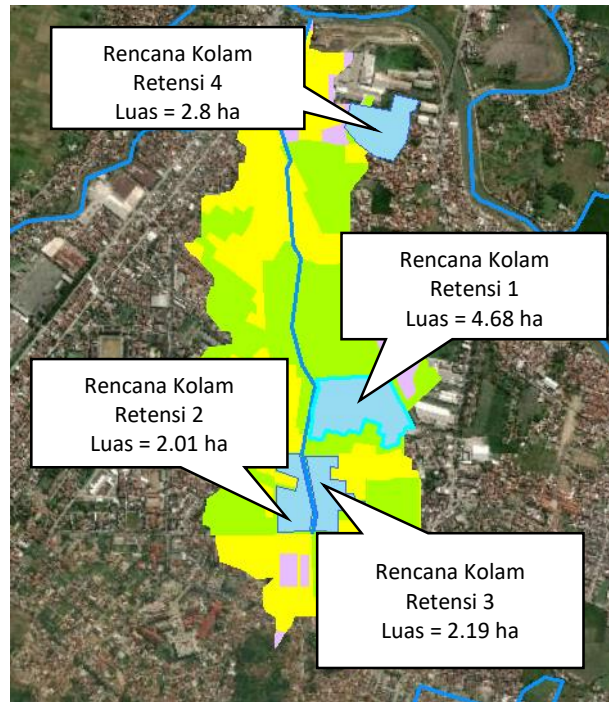 Rencana Kolam
Retensi 4
Luas = 2.8 ha
Rencana Kolam
Retensi 1
Luas = 4.68 ha
Rencana Kolam
Retensi 2
Luas = 2.01 ha
Rencana Kolam
Retensi 3
Luas = 2.19 ha